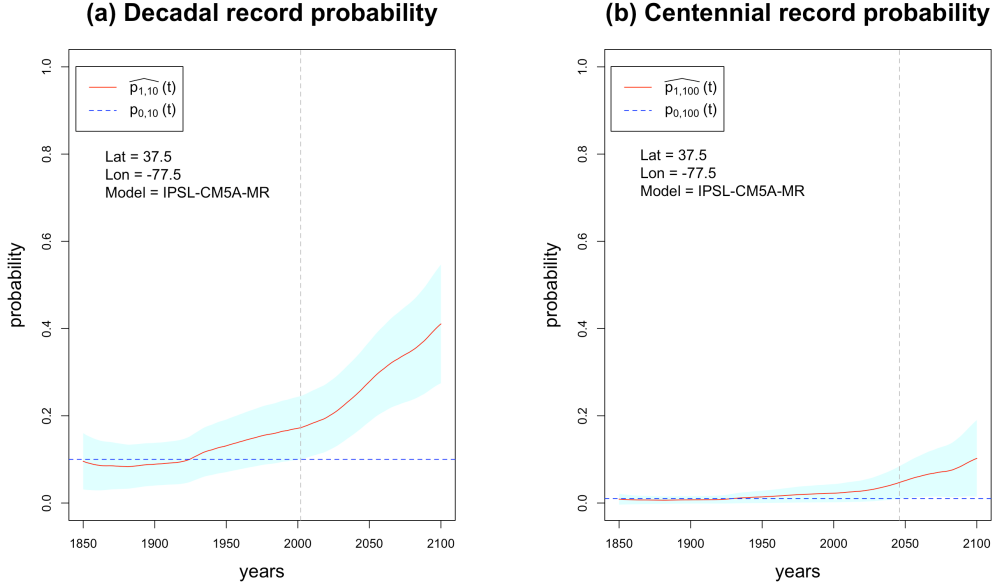 (a) Decadal record probability
1.0
0.8
0.6
0.4
0.2
0.0
probability
p1,10 (t)
p0,10 (t)
Lat = 37.5
Lon = -77.5
Model = IPSL-CM5A-MR
1850 1900 1950 2000 2050 2100
years
(b) Centennial record probability
1.0
0.8
0.6
0.4
0.2
0.0
probability
p1,100 (t)
p0,100 (t)
Lat = 37.5
Lon = -77.5
Model = IPSL-CM5A-MR
1850 1900 1950 2000 2050 2100
years